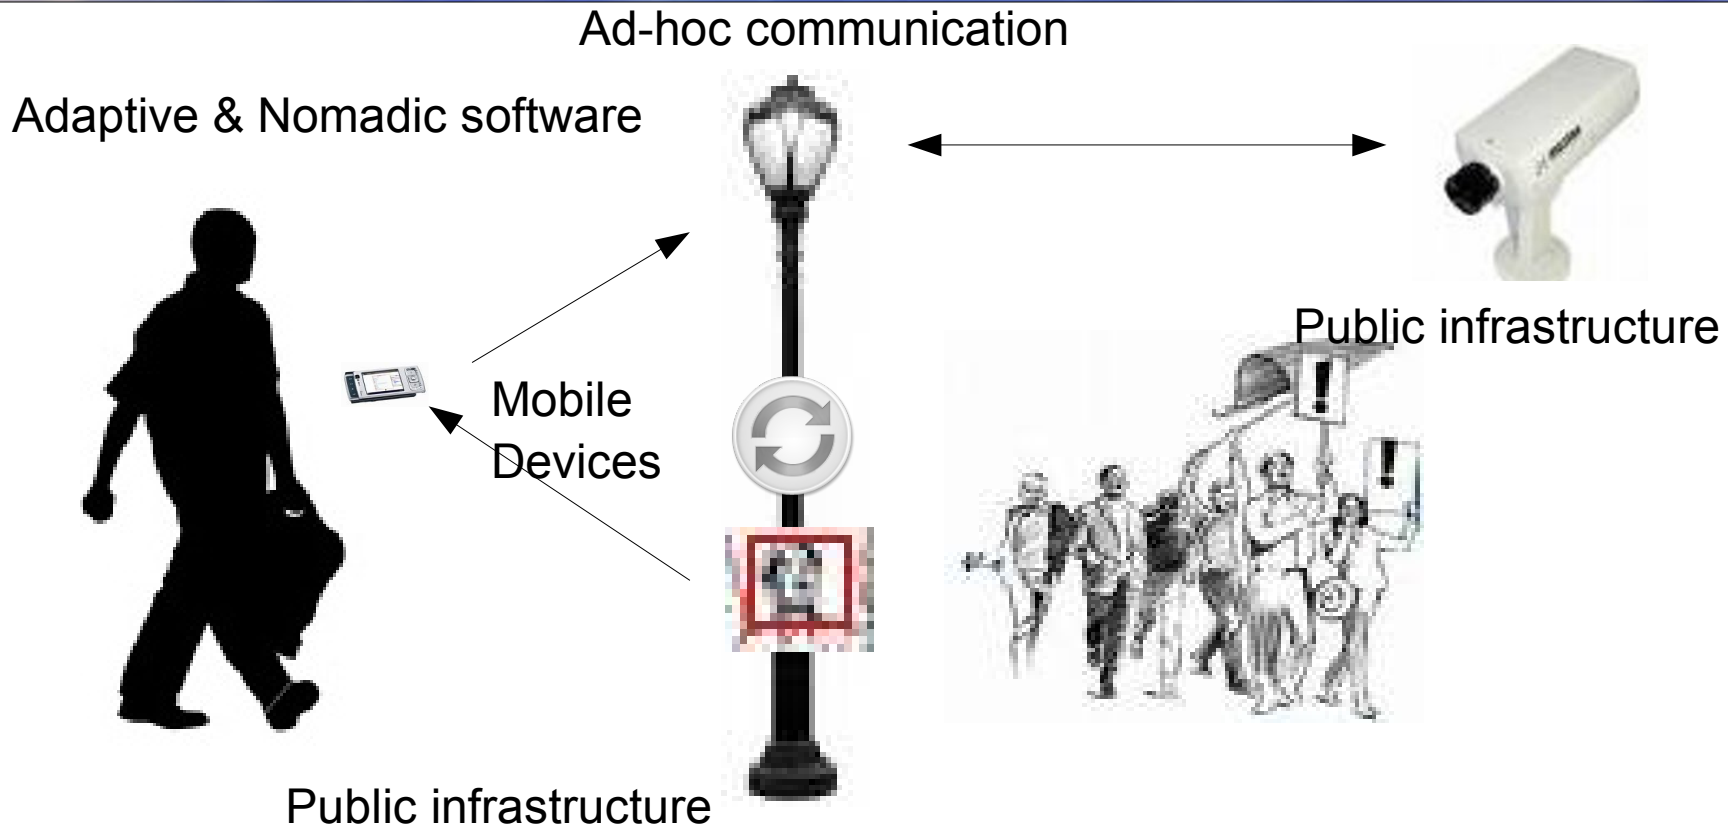 Ad-hoc communication
Adaptive & Nomadic software
Public infrastructure
Mobile
Devices
!
!
Public infrastructure